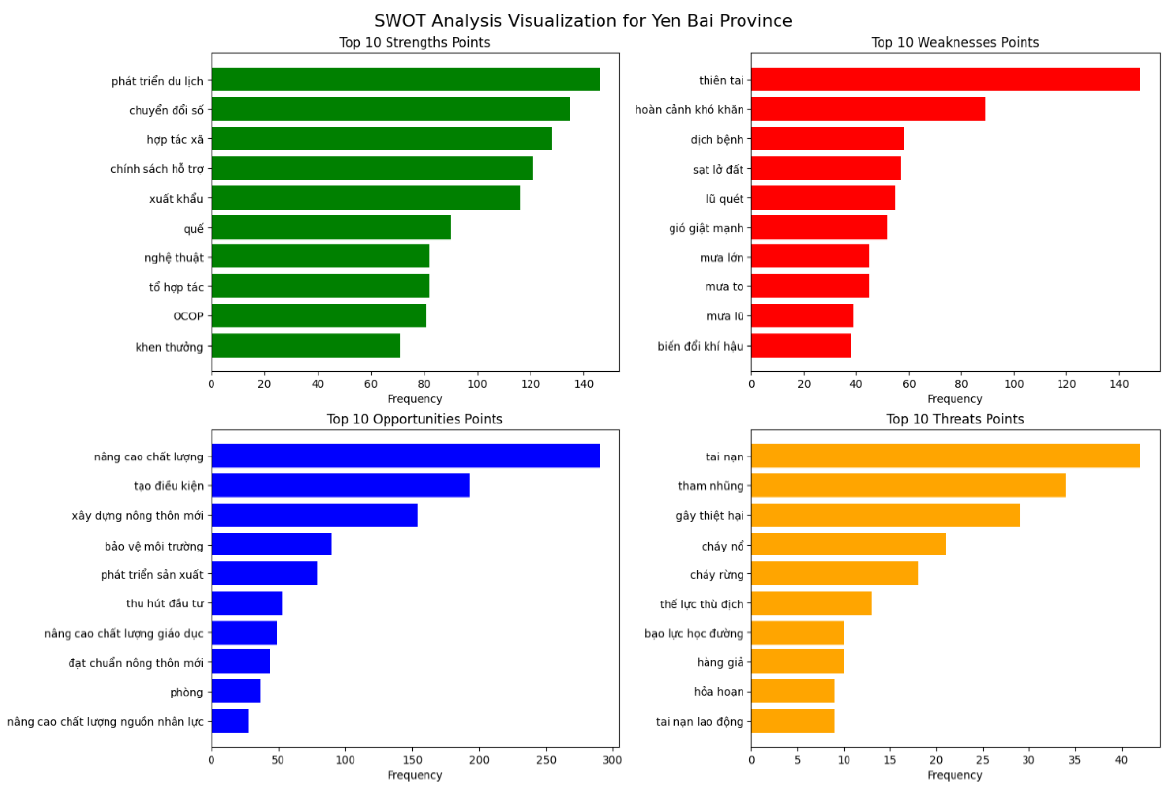 SWOT Analysis Visualization for Yen Bai Province
Top 10 Strengths Points
phát triển du lịch
chuyển đổi số
hợp tác xã
chính sách hỗ trợ
xuất khẩu
quế
nghệ thuật
tổ hợp tác
OCOP
khen thưởng
0 20 40 60 80 100 120 140
Frequency
Top 10 Weaknesses Points
thiên tai
hoàn cảnh khó khăn
dịch bệnh
sạt lở đất
lũ quét
gió giật mạnh
mưa lớn
mưa to
mưa lũ
biến đổi khí hậu
0 20 40 60 80 100 120 140
Frequency
Top 10 Opportunities Points
nâng cao chất lượng
tạo điều kiện
xây dựng nông thôn mới
bảo vệ môi trường
phát triển sản xuất
thu hút đầu tư
nâng cao chất lượng giáo dục
đạt chuẩn nông thôn mới
phòng
nâng cao chất lượng nguồn nhân lực
0 50 100 150 200 250 300
Frequency
Top 10 Threats Points
tai nạn
tham nhũng
gây thiệt hại
cháy nổ
cháy rừng
thế lực thù địch
bạo lực học đường
hàng giả
hỏa hoạn
tai nạn lao động
0 5 10 15 20 25 30 35 40
Frequency